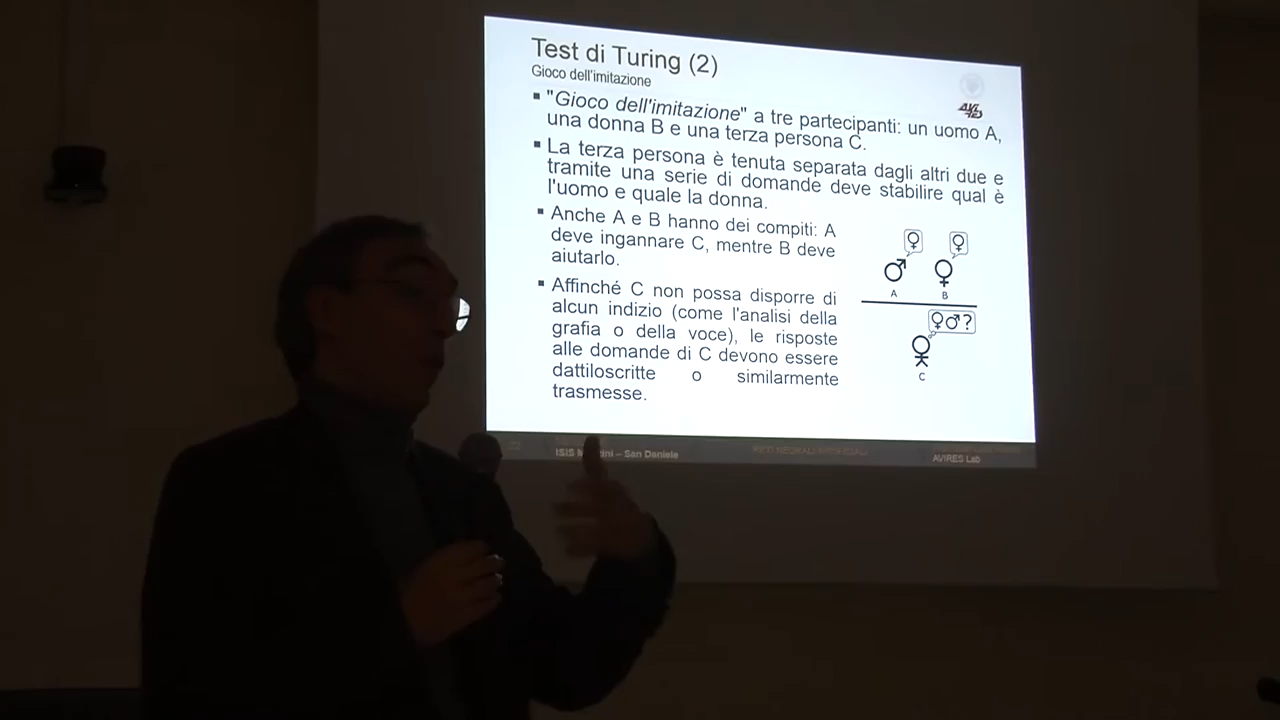 Test di Turing (2)
Gioco dell'imitazione
"Gioco dell'imitazione" a tre partecipanti: un uomo A,
una donna B e una terza persona C.
La terza persona è tenuta separata dagli altri due e
tramite una serie di domande deve stabilire qual è
l'uomo e quale la donna.
Anche A e B hanno dei compiti: A
deve ingannare C, mentre B deve
aiutarlo.
Affinché C non possa disporre di
alcun indizio (come l'analisi della
grafia o della voce), le risposte
alle domande di C devono essere
dattiloscritte o similarmente
trasmesse.
A B
?
C
ISIS – San Daniele
AVIRES Lab